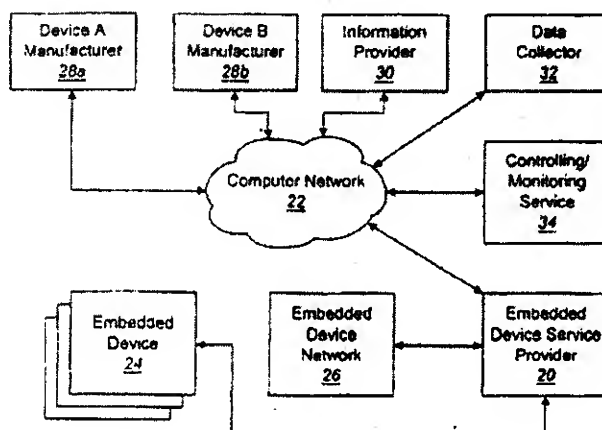 Device A
Manufacturer
28a
Device B
Manufacturer
28b
Information
Provider
30
Data
Collector
32
Computer Network
22
Controlling/
Monitoring
Service
34
Embedded
Device
24
Embedded
Device
Network
26
Embedded
Device Service
Provider
20